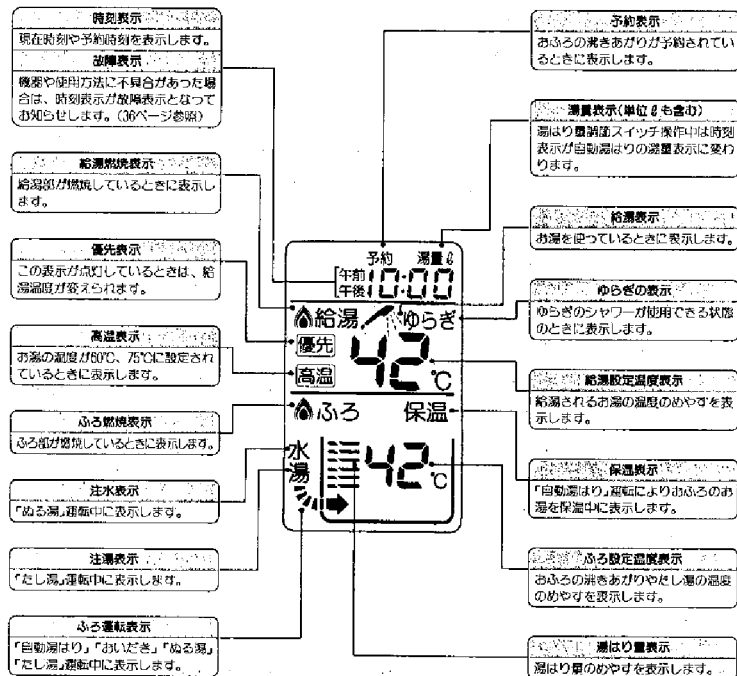 時刻表示
現在時刻や予約時刻を表示します。
故障表示
機器や使用方法に不具合があった場
合は、時刻表示が故障表示となって
お知らせします。(36ページ参照)
給湯燃焼表示
給湯部が燃焼しているときに表示し
ます。
優先表示
この表示が点灯しているときは、給
湯温度が変えられます。
高温表示
お湯の温度が60℃、75℃に設定され
ているときに表示します。
ふろ燃焼表示
ふろ部が燃焼しているときに表示します。
注水表示
「ぬる湯」運転中に表示します。
注湯表示
「たし湯」運転中に表示します。
ふろ運転表示
「自動湯はり」「おいだき」「ぬる湯」
「たし湯」運転中に表示します。
予約 湯量ℓ
午前
午後
10:00
給湯 ゆらぎ
優先
42℃
高温
ふろ 保温
水
湯
42℃
予約表示
おふろの沸きあがりが予約されてい
るときに表示します。
湯量表示(単位ℓも含む)
湯はり量調節スイッチ操作中は時刻
表示が自動湯はりの湯量表示に変わ
ります。
給湯表示
お湯を使っているときに表示します。
ゆらぎの表示
ゆらぎのシャワーが使用できる状態
のときに表示します。
給湯設定温度表示
給湯されるお湯の温度のめやすを表
示します。
保温表示
「自動湯はり」運転によりおふろのお
湯を保温中に表示します。
ふろ設定温度表示
おふろの沸きあがりやたし湯の温度
のめやすを表示します。
湯はり量表示
湯はり量のめやすを表示します。